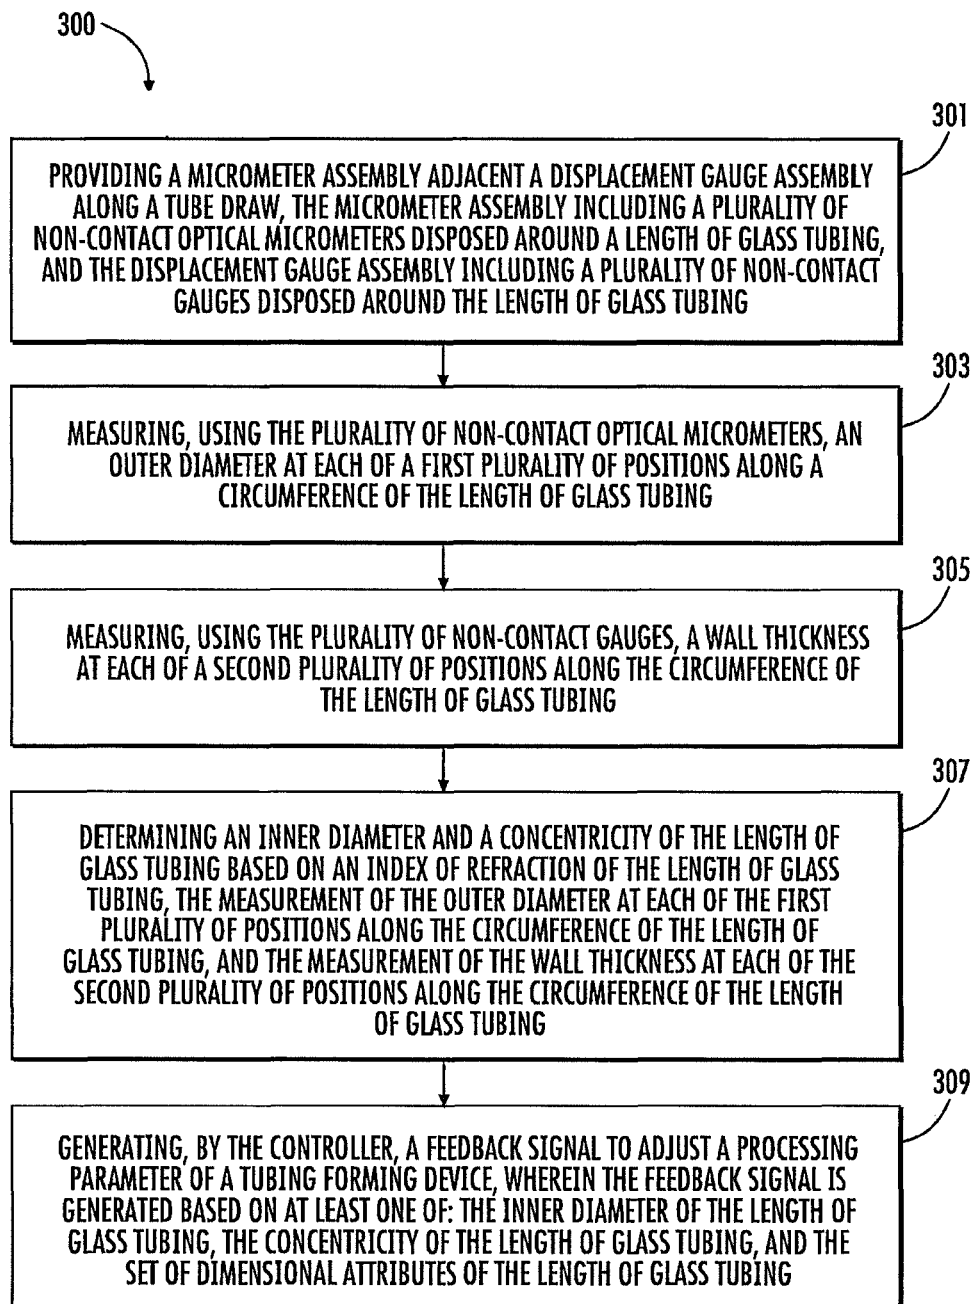 300
301
PROVIDING A MICROMETER ASSEMBLY ADJACENT A DISPLACEMENT GAUGE ASSEMBLY
ALONG A TUBE DRAW, THE MICROMETER ASSEMBLY INCLUDING A PLURALITY OF
NON-CONTACT OPTICAL MICROMETERS DISPOSED AROUND A LENGTH OF GLASS TUBING,
AND THE DISPLACEMENT GAUGE ASSEMBLY INCLUDING A PLURALITY OF NON-CONTACT
GAUGES DISPOSED AROUND THE LENGTH OF GLASS TUBING
303
MEASURING, USING THE PLURALITY OF NON-CONTACT OPTICAL MICROMETERS, AN
OUTER DIAMETER AT EACH OF A FIRST PLURALITY OF POSITIONS ALONG A
CIRCUMFERENCE OF THE LENGTH OF GLASS TUBING
305
MEASURING, USING THE PLURALITY OF NON-CONTACT GAUGES, A WALL THICKNESS
AT EACH OF A SECOND PLURALITY OF POSITIONS ALONG THE CIRCUMFERENCE OF
THE LENGTH OF GLASS TUBING
307
DETERMINING AN INNER DIAMETER AND A CONCENTRICITY OF THE LENGTH OF
GLASS TUBING BASED ON AN INDEX OF REFRACTION OF THE LENGTH OF GLASS
TUBING, THE MEASUREMENT OF THE OUTER DIAMETER AT EACH OF THE FIRST
PLURALITY OF POSITIONS ALONG THE CIRCUMFERENCE OF THE LENGTH OF
GLASS TUBING, AND THE MEASUREMENT OF THE WALL THICKNESS AT EACH OF THE
SECOND PLURALITY OF POSITIONS ALONG THE CIRCUMFERENCE OF THE LENGTH
OF GLASS TUBING
309
GENERATING, BY THE CONTROLLER, A FEEDBACK SIGNAL TO ADJUST A PROCESSING
PARAMETER OF A TUBING FORMING DEVICE, WHEREIN THE FEEDBACK SIGNAL IS
GENERATED BASED ON AT LEAST ONE OF: THE INNER DIAMETER OF THE LENGTH OF
GLASS TUBING, THE CONCENTRICITY OF THE LENGTH OF GLASS TUBING, AND THE
SET OF DIMENSIONAL ATTRIBUTES OF THE LENGTH OF GLASS TUBING